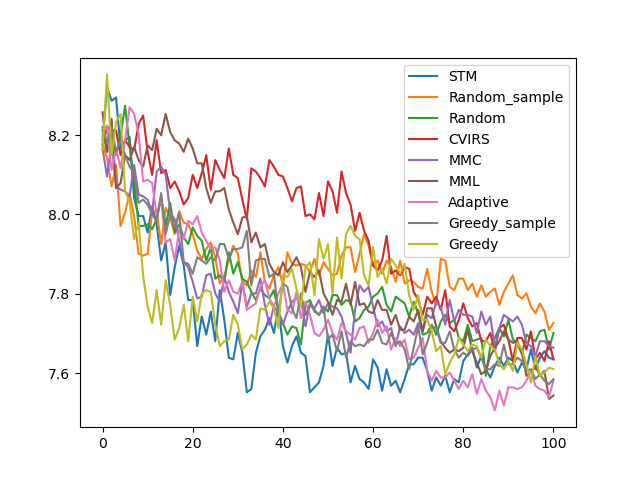 8.2
8.0
7.8
7.6
0
20
40
60
80
100
STM
Random_sample
Random
CVIRS
MMC
MML
Adaptive
Greedy_sample
Greedy